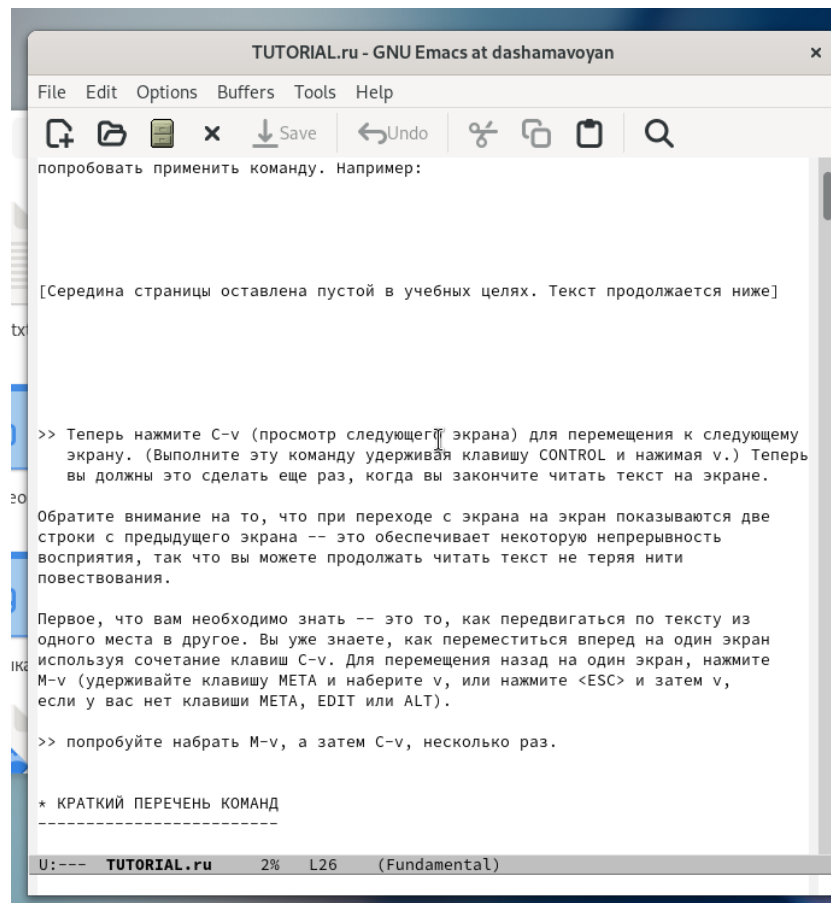 TUTORIAL.ru - GNU Emacs at dashamavoyan
File Edit Options Buffers Tools Help
Save Undo
попробовать применить команду. Например:
[Середина страницы оставлена пустой в учебных целях. Текст продолжается ниже]
>> Теперь нажмите C-v (просмотр следующего экрана) для перемещения к следующему
экрану. (Выполните эту команду удерживая клавишу CONTROL и нажимая v.) Теперь
вы должны это сделать еще раз, когда вы закончите читать текст на экране.
Обратите внимание на то, что при переходе с экрана на экран показываются две
строки с предыдущего экрана -- это обеспечивает некоторую непрерывность
восприятия, так что вы можете продолжать читать текст не теряя нити
повествования.
Первое, что вам необходимо знать -- это то, как передвигаться по тексту из
одного места в другое. Вы уже знаете, как переместиться вперед на один экран
используя сочетание клавиш C-v. Для перемещения назад на один экран, нажмите
M-v (удерживайте клавишу META и наберите v, или нажмите <ESC> и затем v,
если у вас нет клавиши META, EDIT или ALT).
>> попробуйте набрать M-v, а затем C-v, несколько раз.
* КРАТКИЙ ПЕРЕЧЕНЬ КОМАНД
-------------------------
U:--- TUTORIAL.ru 2% L26 (Fundamental)